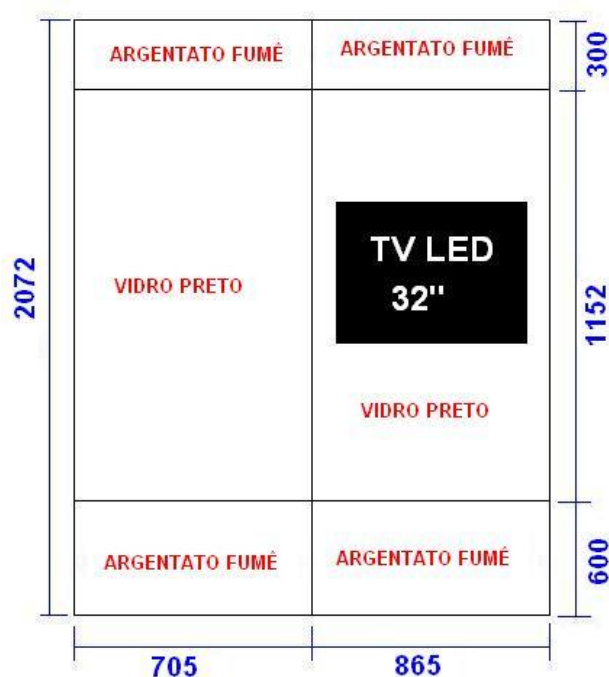 ARGENTATO FUMÊ
ARGENTATO FUMÊ
300
2072
VIDRO PRETO
TV LED
32"
1152
VIDRO PRETO
ARGENTATO FUMÊ
ARGENTATO FUMÊ
600
705
865